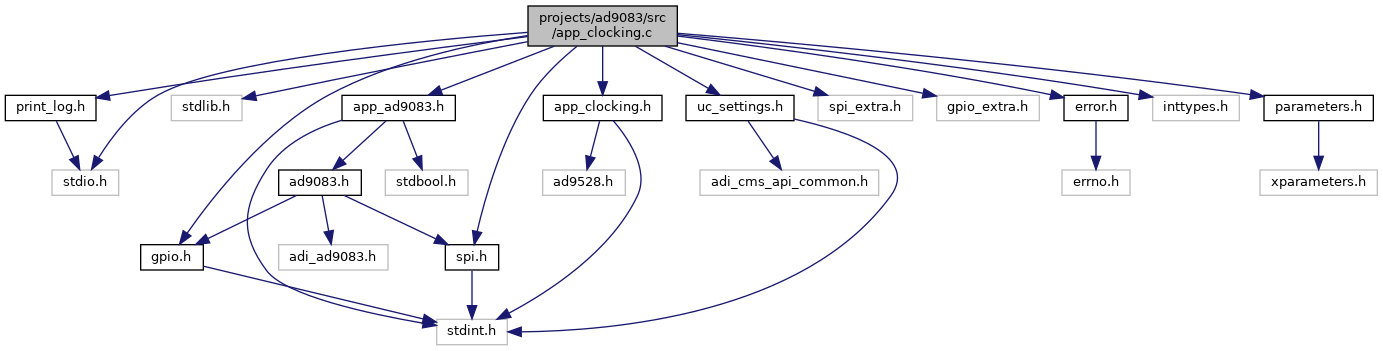 projects/ad9083/src
/app_clocking.c
print_log.h
stdlib.h
app_ad9083.h
app_clocking.h
uc_settings.h
spi_extra.h
gpio_extra.h
error.h
inttypes.h
parameters.h
stdio.h
ad9083.h
stdbool.h
ad9528.h
adi_cms_api_common.h
errno.h
xparameters.h
gpio.h
adi_ad9083.h
spi.h
stdint.h